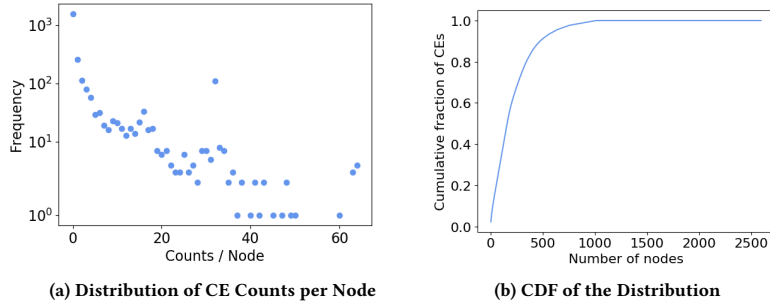 10³
10²
10¹
10⁰
Frequency
0 20 40 60
Counts / Node
(a) Distribution of CE Counts per Node
1.0
0.8
0.6
0.4
0.2
0.0
Cumulative fraction of CEs
0 500 1000 1500 2000 2500
Number of nodes
(b) CDF of the Distribution